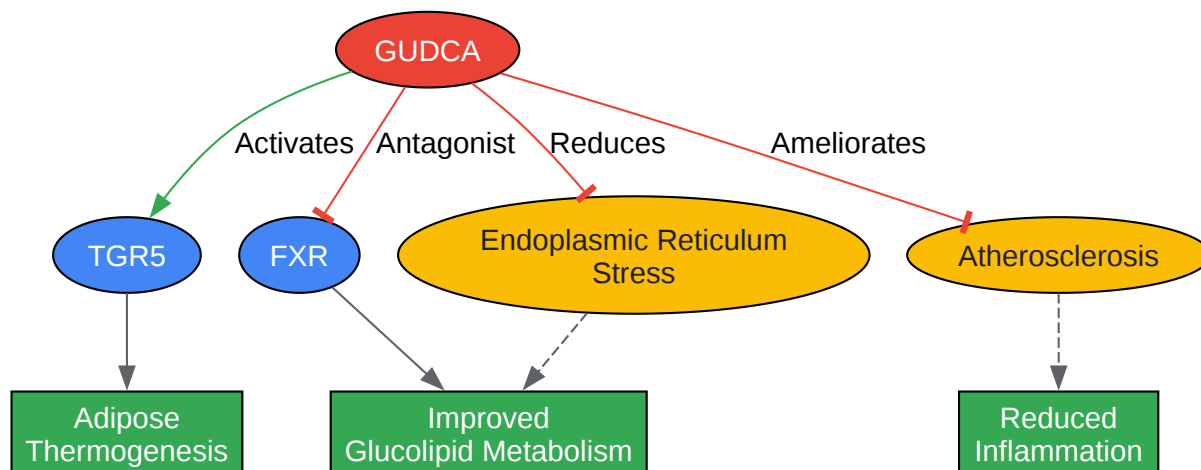 GUDCA
Activates
Antagonist
Reduces
Ameliorates
TGR5
FXR
Endoplasmic Reticulum
Stress
Atherosclerosis
Adipose
Thermogenesis
Improved
Glucolipid Metabolism
Reduced
Inflammation